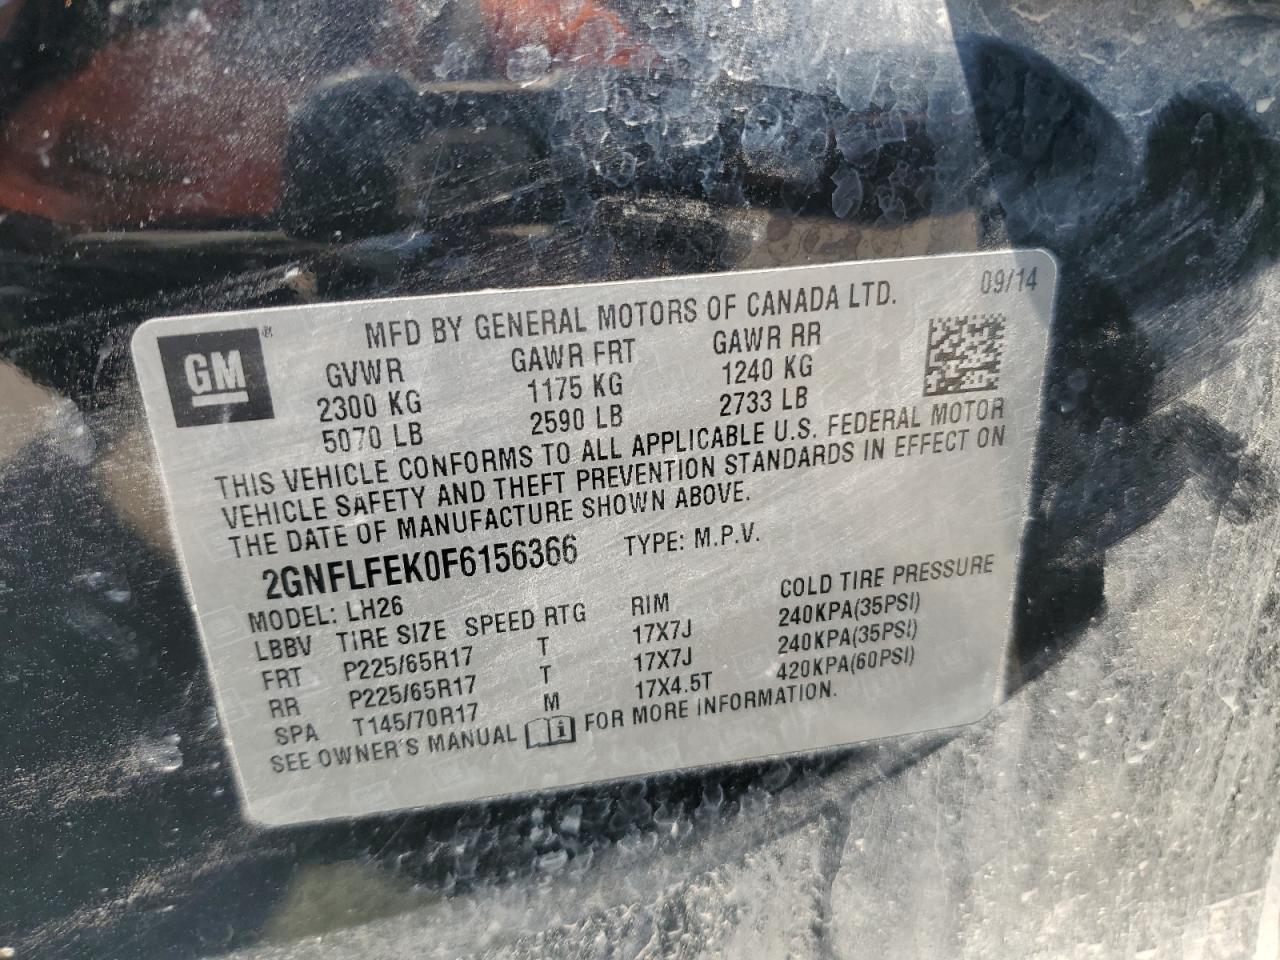 09/14
MFD BY GENERAL MOTORS OF CANADA LTD.
GM®
GVWR GAWR FRT GAWR RR
2300 KG 1175 KG 1240 KG
5070 LB 2590 LB 2733 LB
THIS VEHICLE CONFORMS TO ALL APPLICABLE U.S. FEDERAL MOTOR
VEHICLE SAFETY AND THEFT PREVENTION STANDARDS IN EFFECT ON
THE DATE OF MANUFACTURE SHOWN ABOVE.
2GNFLFEK0F6156366 TYPE: M.P.V.
MODEL: LH26
LBBV TIRE SIZE SPEED RTG RIM COLD TIRE PRESSURE
FRT P225/65R17 T 17X7J 240KPA(35PSI)
RR P225/65R17 T 17X7J 240KPA(35PSI)
SPA T145/70R17 M 17X4.5T 420KPA(60PSI)
SEE OWNER'S MANUAL i FOR MORE INFORMATION.